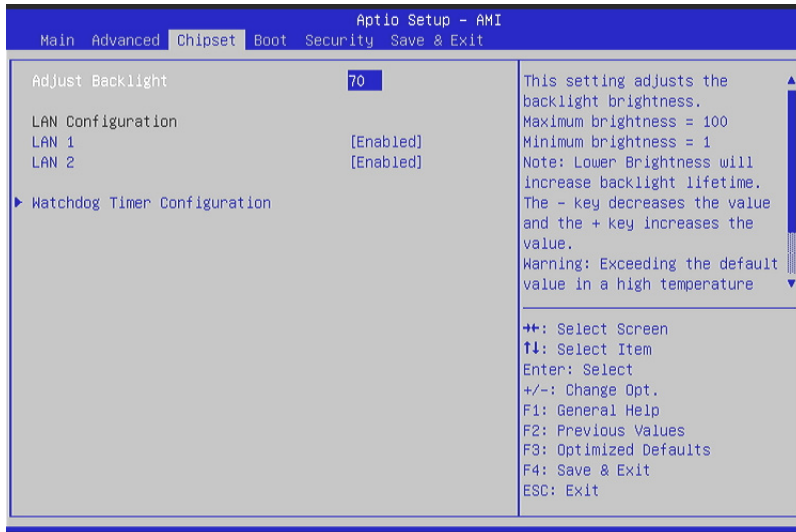 Aptio Setup – AMI
Main Advanced Chipset Boot Security Save & Exit
Adjust Backlight 70
LAN Configuration
LAN 1 [Enabled]
LAN 2 [Enabled]
Watchdog Timer Configuration
This setting adjusts the
backlight brightness.
Maximum brightness = 100
Minimum brightness = 1
Note: Lower Brightness will
increase backlight lifetime.
The – key decreases the value
and the + key increases the
value.
Warning: Exceeding the default
value in a high temperature
→←: Select Screen
↑↓: Select Item
Enter: Select
+/-: Change Opt.
F1: General Help
F2: Previous Values
F3: Optimized Defaults
F4: Save & Exit
ESC: Exit